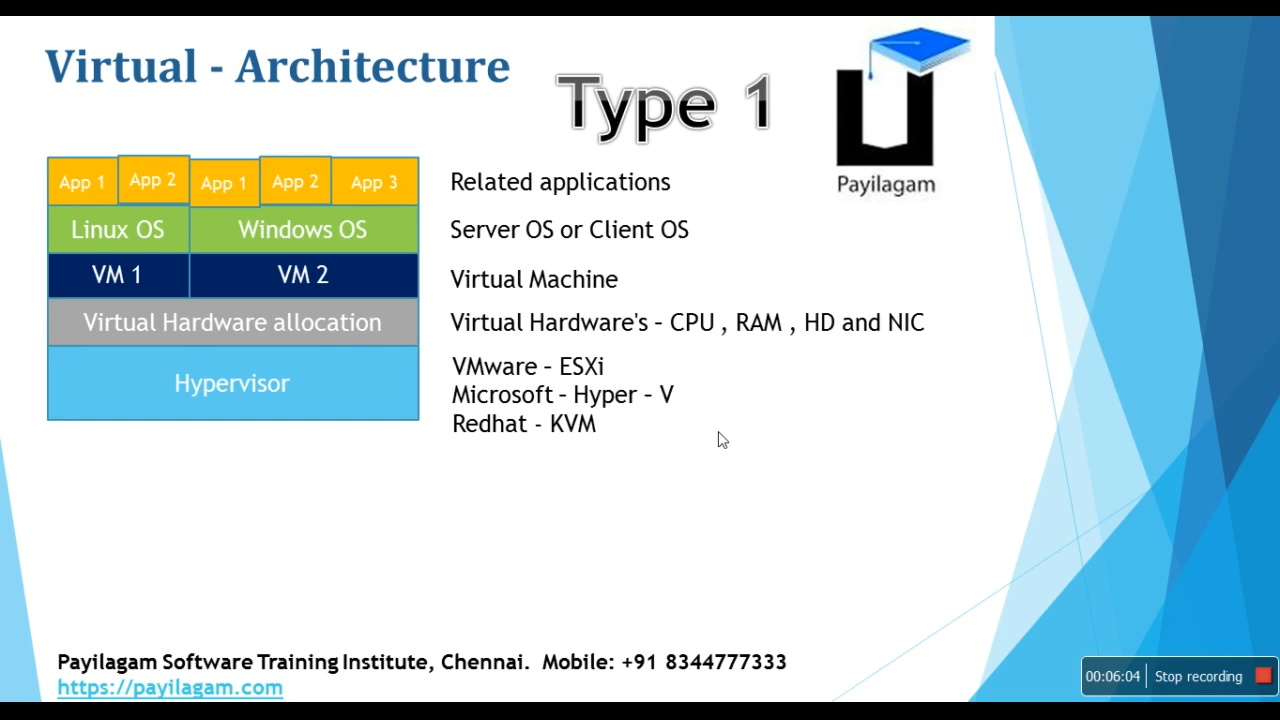 Virtual - Architecture
Type 1
Payilagam
App 1 App 2 App 1 App 2 App 3 Related applications
Linux OS Windows OS Server OS or Client OS
VM 1 VM 2 Virtual Machine
Virtual Hardware allocation Virtual Hardware's – CPU , RAM , HD and NIC
Hypervisor
VMware – ESXi
Microsoft – Hyper – V
Redhat - KVM
Payilagam Software Training Institute, Chennai. Mobile: +91 8344777333
https://payilagam.com
00:06:04 Stop recording